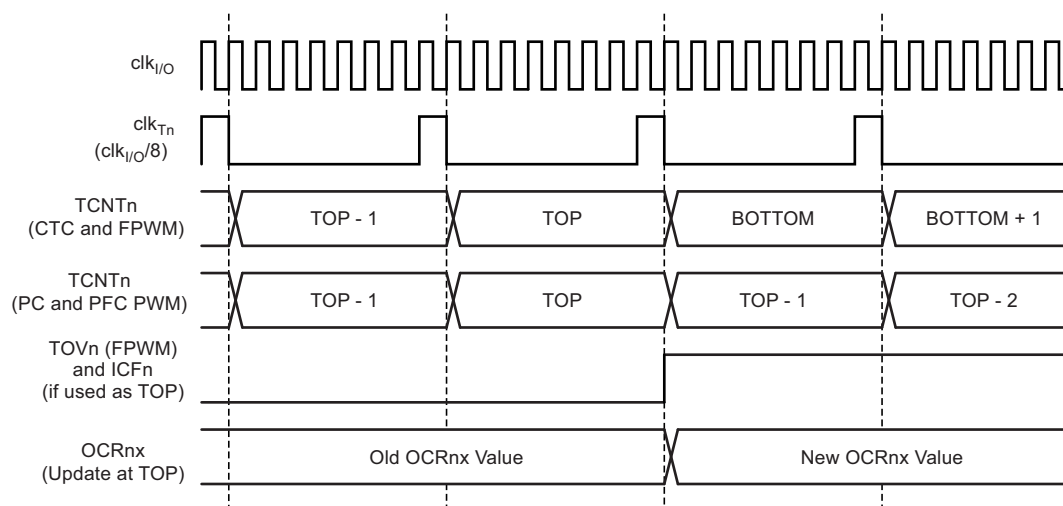 clkI/O
clkTn
(clkI/O/8)
TCNTn
(CTC and FPWM)
TOP - 1
TOP
BOTTOM
BOTTOM + 1
TCNTn
(PC and PFC PWM)
TOP - 1
TOP
TOP - 1
TOP - 2
TOVn (FPWM)
and ICFn
(if used as TOP)
OCRnx
(Update at TOP)
Old OCRnx Value
New OCRnx Value